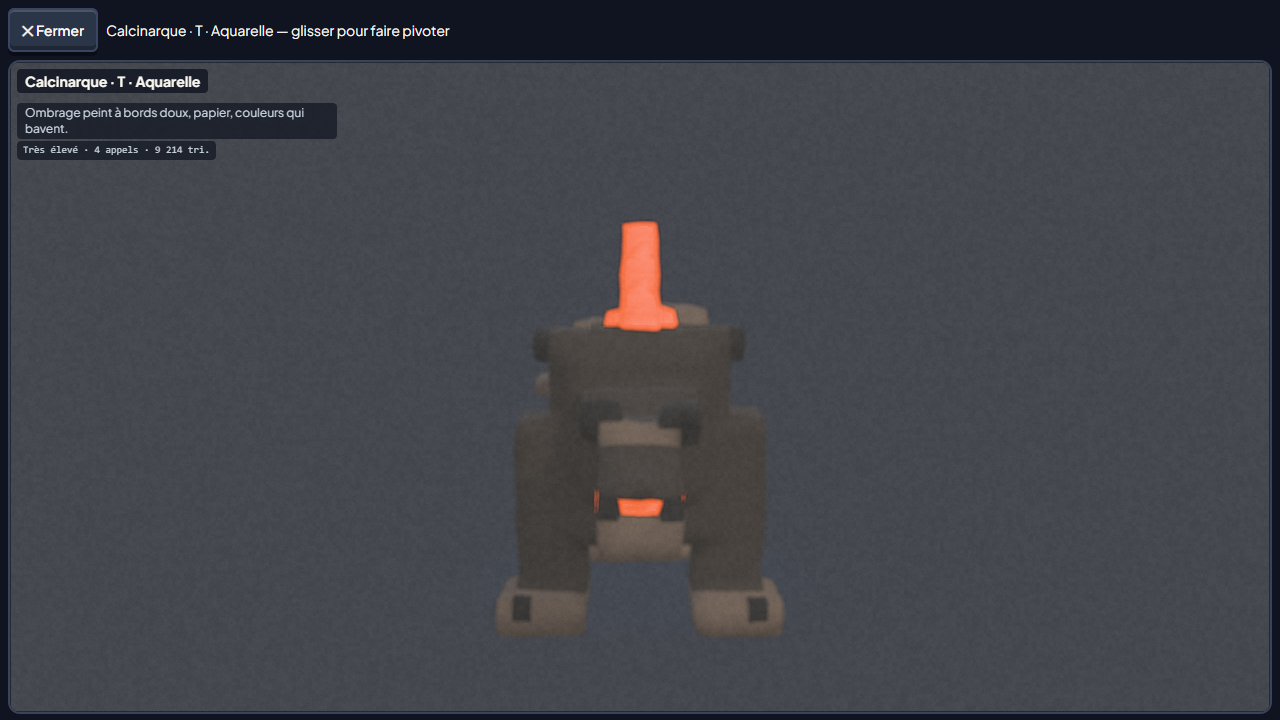 ✕ Fermer
Calcinarque · T · Aquarelle — glisser pour faire pivoter
Calcinarque · T · Aquarelle
Ombrage peint à bords doux, papier, couleurs qui
bavent.
Très élevé · 4 appels · 9 214 tri.